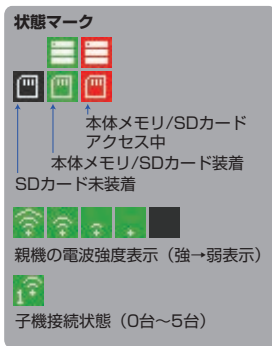 状態マーク
本体メモリ/SDカード
アクセス中
本体メモリ/SDカード装着
SDカード未装着
親機の電波強度表示（強→弱表示）
1
子機接続状態（0台～5台）